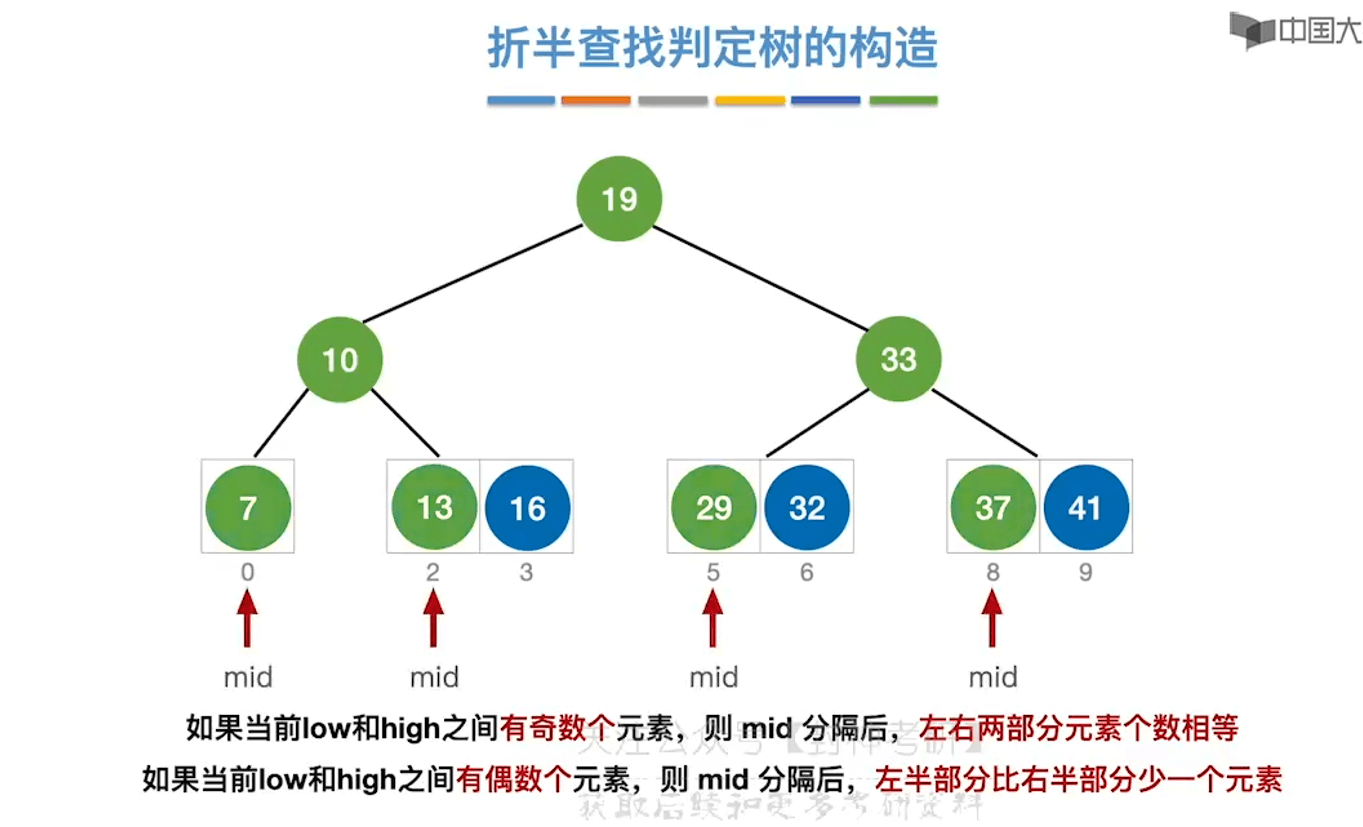 折半查找判定树的构造
中国大
19
10 33
7 13 16 29 32 37 41
0 2 3 5 6 8 9
mid mid mid mid
如果当前low和high之间有奇数个元素，则 mid 分隔后，左右两部分元素个数相等
关注公众号【封神考研】
如果当前low和high之间有偶数个元素，则 mid 分隔后，左半部分比右半部分少一个元素
获取后续和更多考研资料